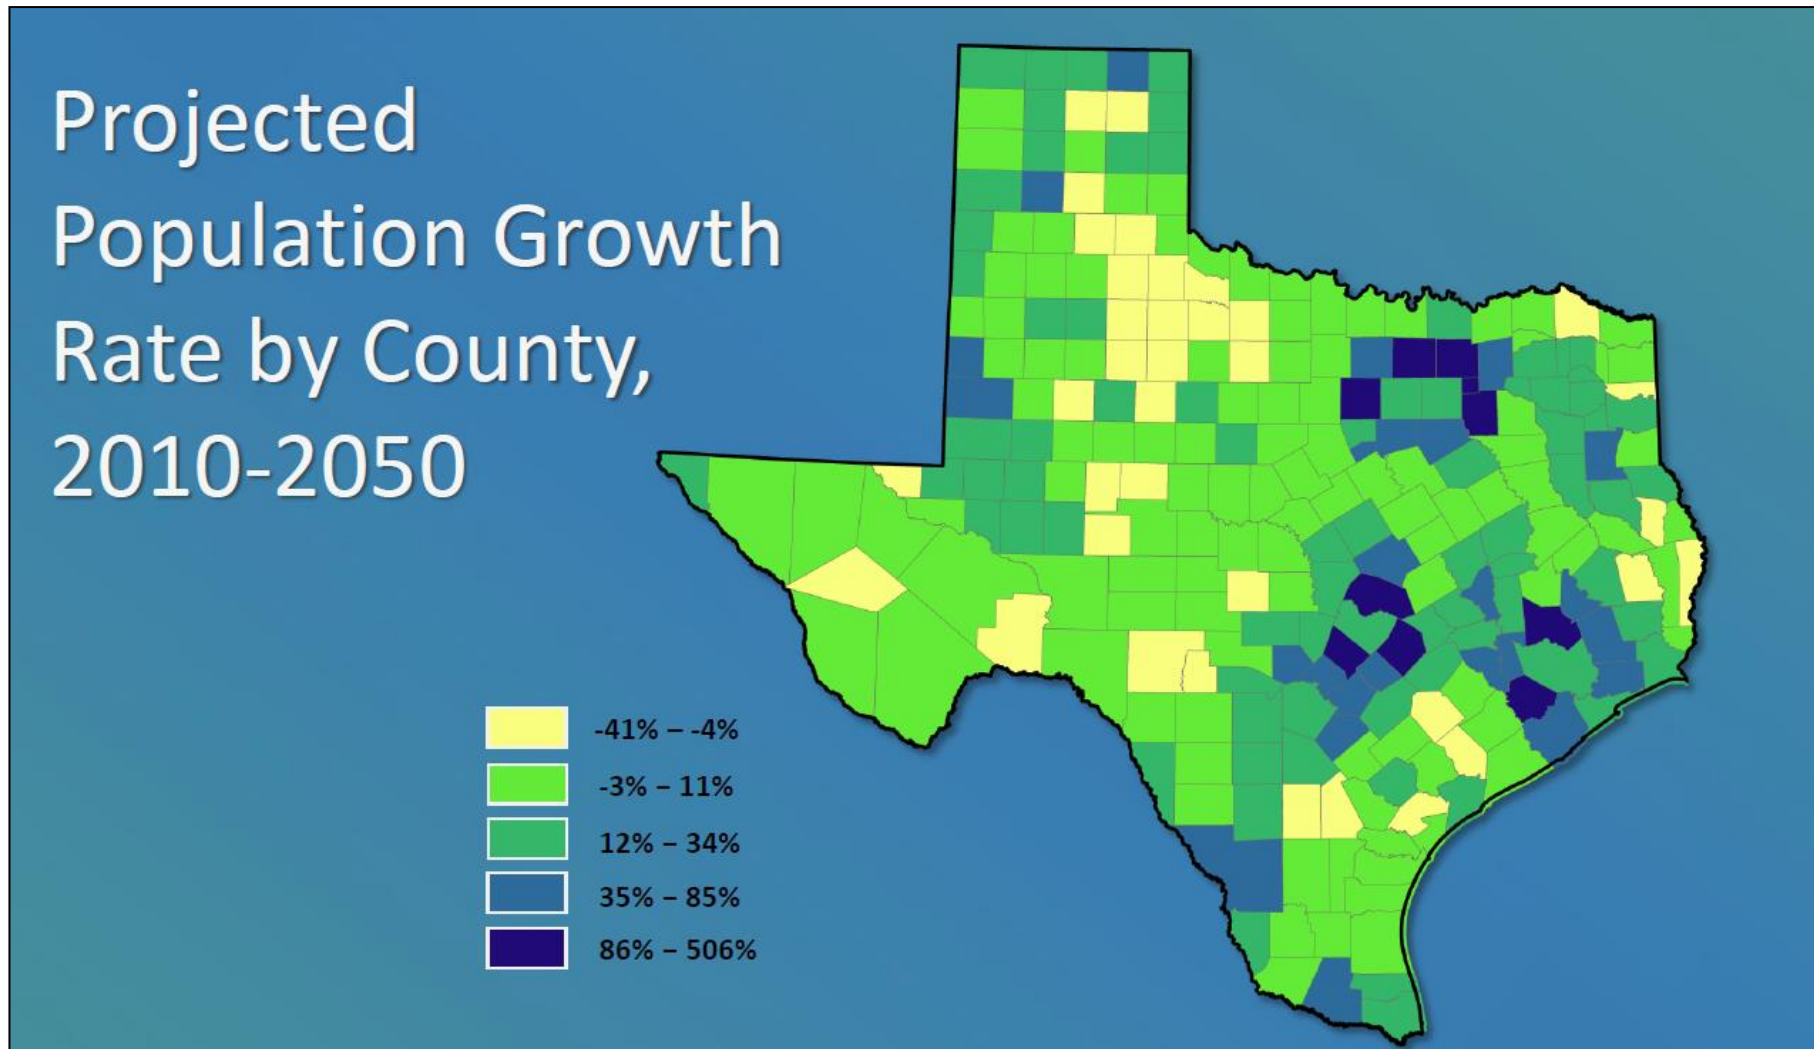 Projected
Population Growth
Rate by County,
2010-2050
-41% – -4%
-3% – 11%
12% – 34%
35% – 85%
86% – 506%